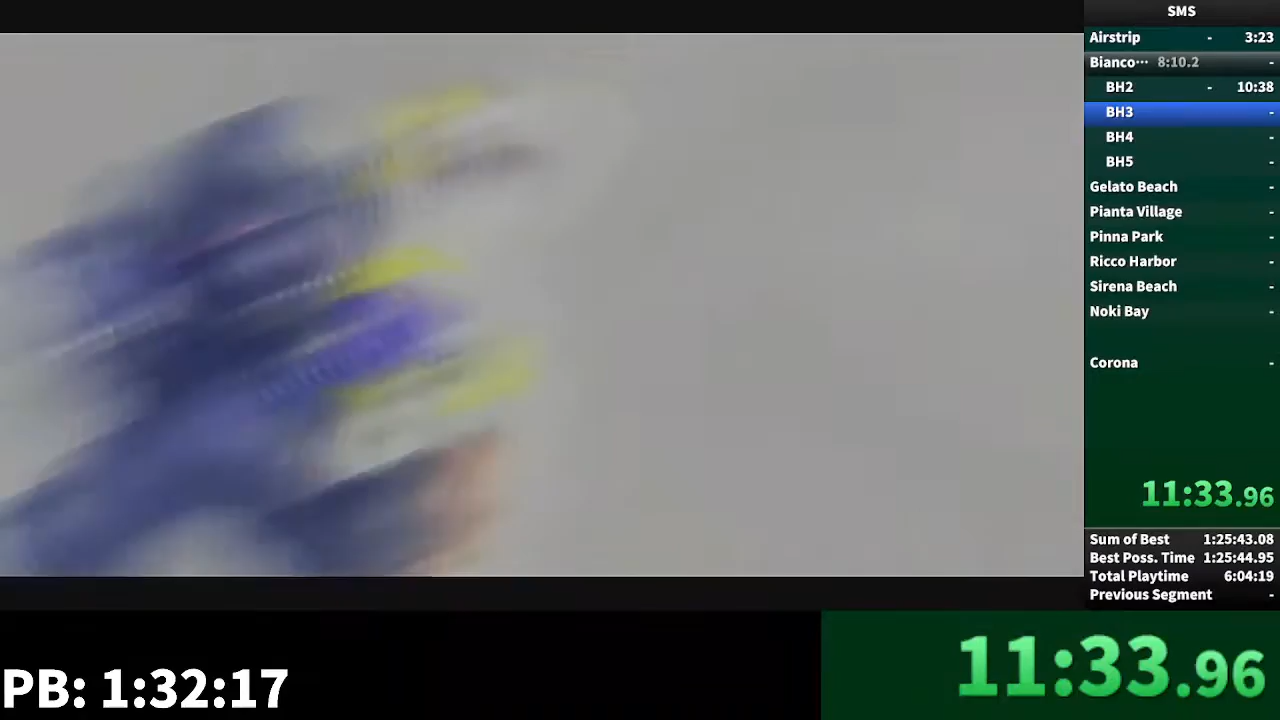 SMS
Airstrip - 3:23
Bianco… 8:10.2 -
BH2 - 10:38
BH3 -
BH4 -
BH5 -
Gelato Beach -
Pianta Village -
Pinna Park -
Ricco Harbor -
Sirena Beach -
Noki Bay -
Corona -
11:33.96
Sum of Best 1:25:43.08
Best Poss. Time 1:25:44.95
Total Playtime 6:04:19
Previous Segment -
PB: 1:32:17
11:33.96